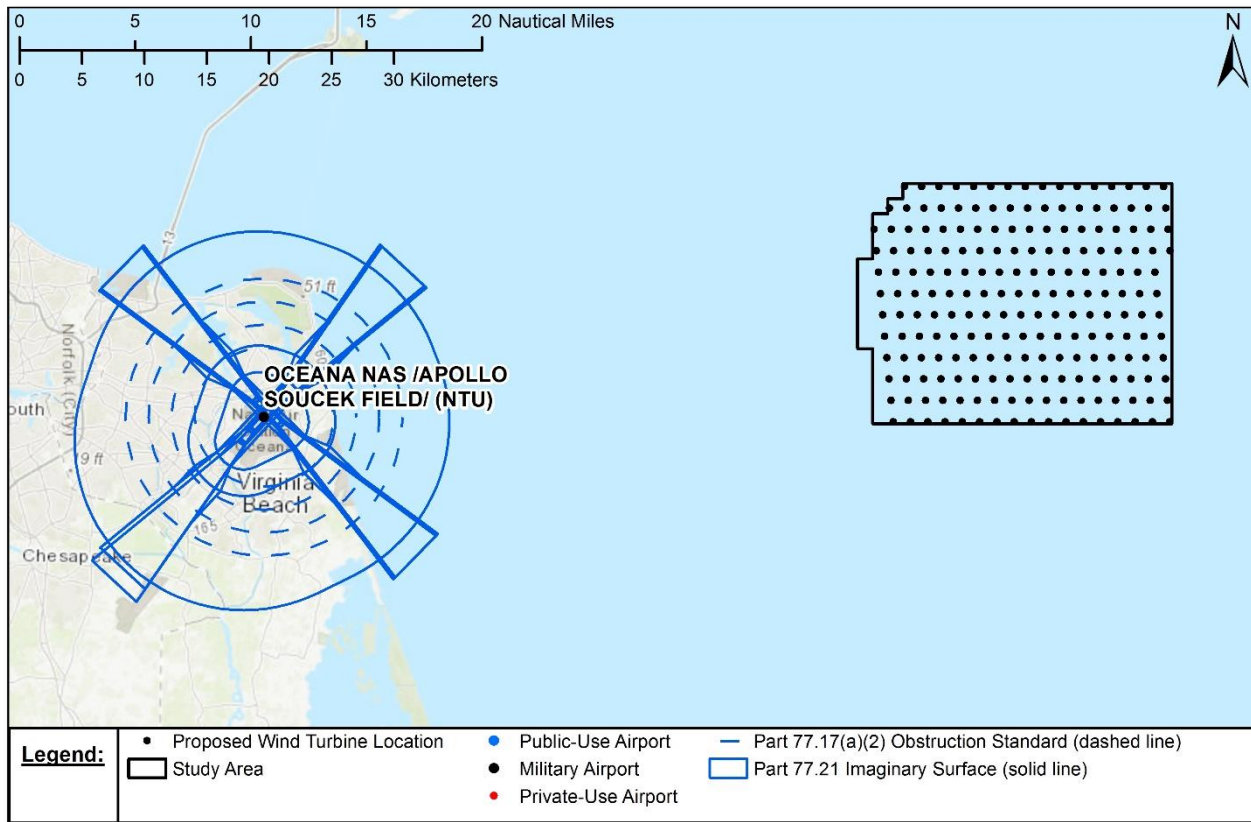 0 5 10 15 20 Nautical Miles
0 5 10 15 20 25 30 Kilometers
N
13
51 ft
Norfolk (City)
outh
60
OCEANA NAS /APOLLO
SOUCEK FIELD/ (NTU)
Oceana
19 ft
Virginia
Beach
165
Chesapeake
Legend:
Proposed Wind Turbine Location
Study Area
Public-Use Airport
Military Airport
Private-Use Airport
Part 77.17(a)(2) Obstruction Standard (dashed line)
Part 77.21 Imaginary Surface (solid line)